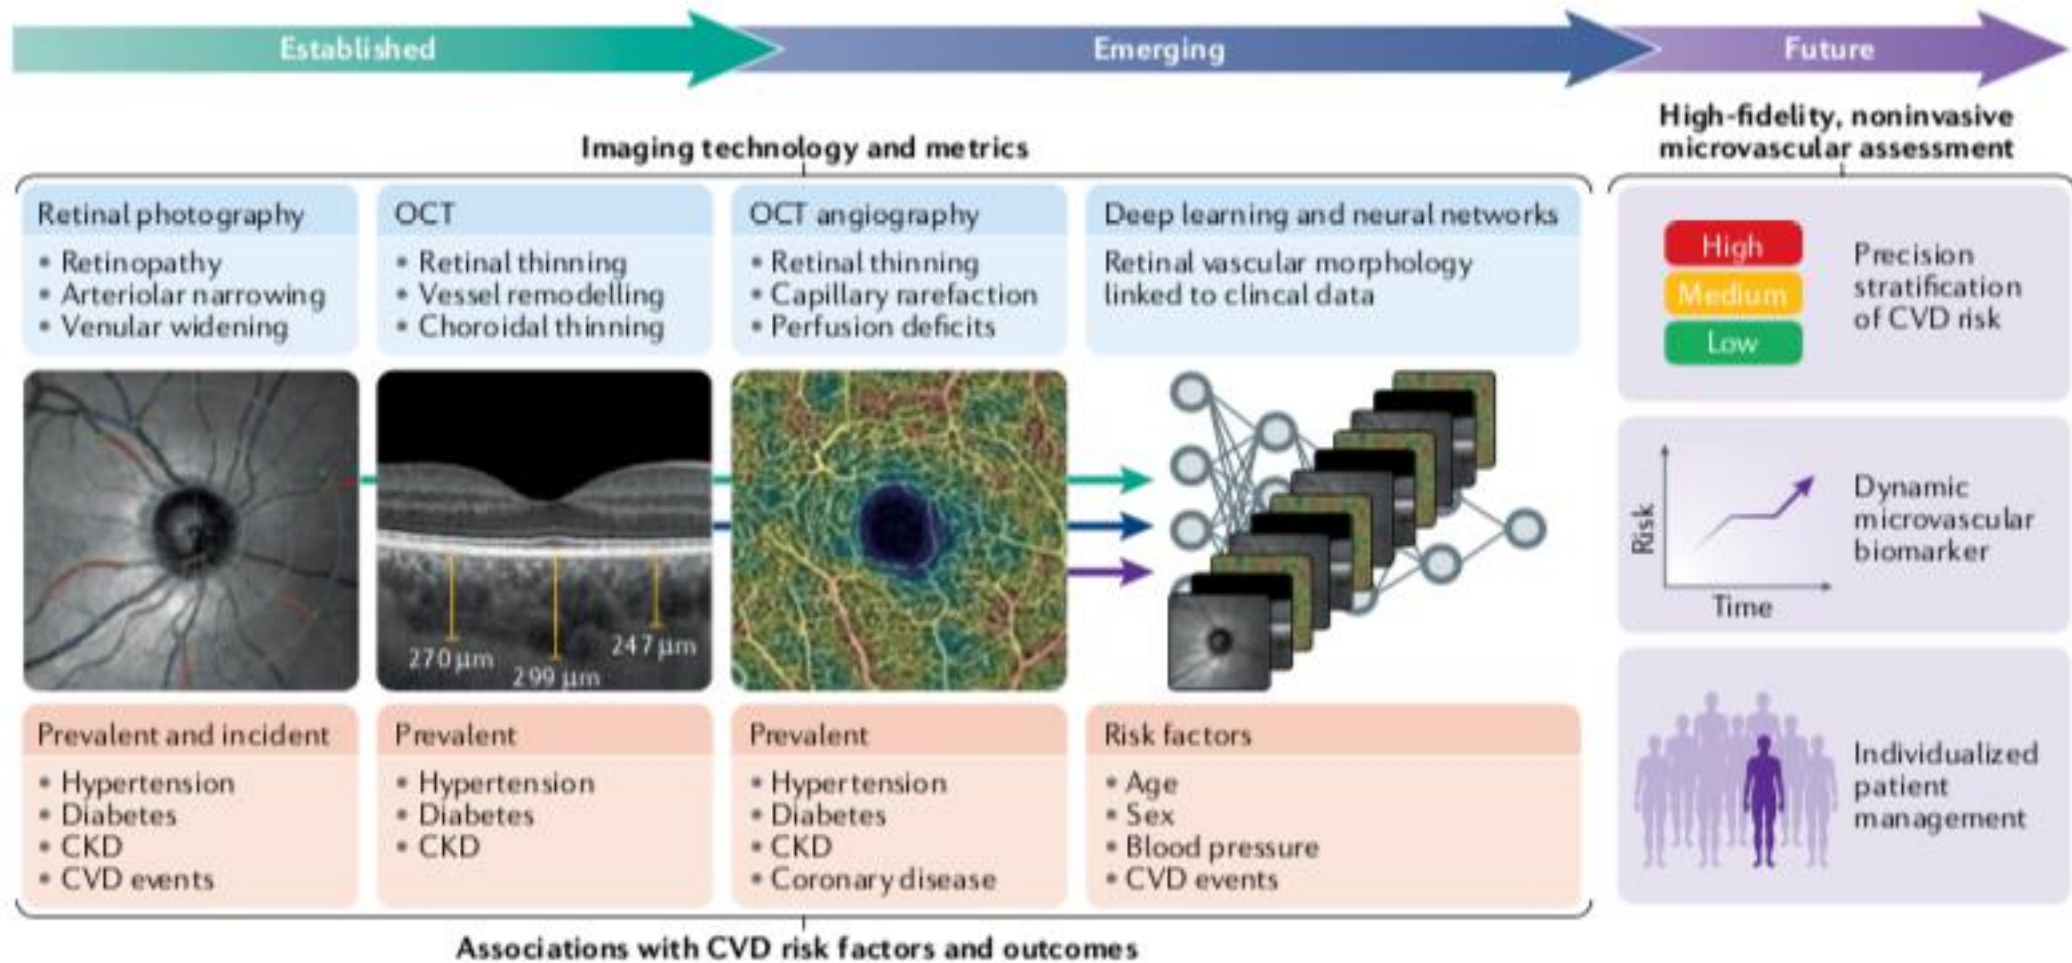 Established
Emerging
Future
Imaging technology and metrics
High-fidelity, noninvasive
microvascular assessment
Retinal photography
• Retinopathy
• Arteriolar narrowing
• Venular widening
OCT
• Retinal thinning
• Vessel remodelling
• Choroidal thinning
OCT angiography
• Retinal thinning
• Capillary rarefaction
• Perfusion deficits
Deep learning and neural networks
Retinal vascular morphology
linked to clincal data
270 µm
299 µm
247 µm
Prevalent and incident
• Hypertension
• Diabetes
• CKD
• CVD events
Prevalent
• Hypertension
• Diabetes
• CKD
Prevalent
• Hypertension
• Diabetes
• CKD
• Coronary disease
Risk factors
• Age
• Sex
• Blood pressure
• CVD events
Associations with CVD risk factors and outcomes
High
Medium
Low
Precision
stratification
of CVD risk
Risk
Time
Dynamic
microvascular
biomarker
Individualized
patient
management